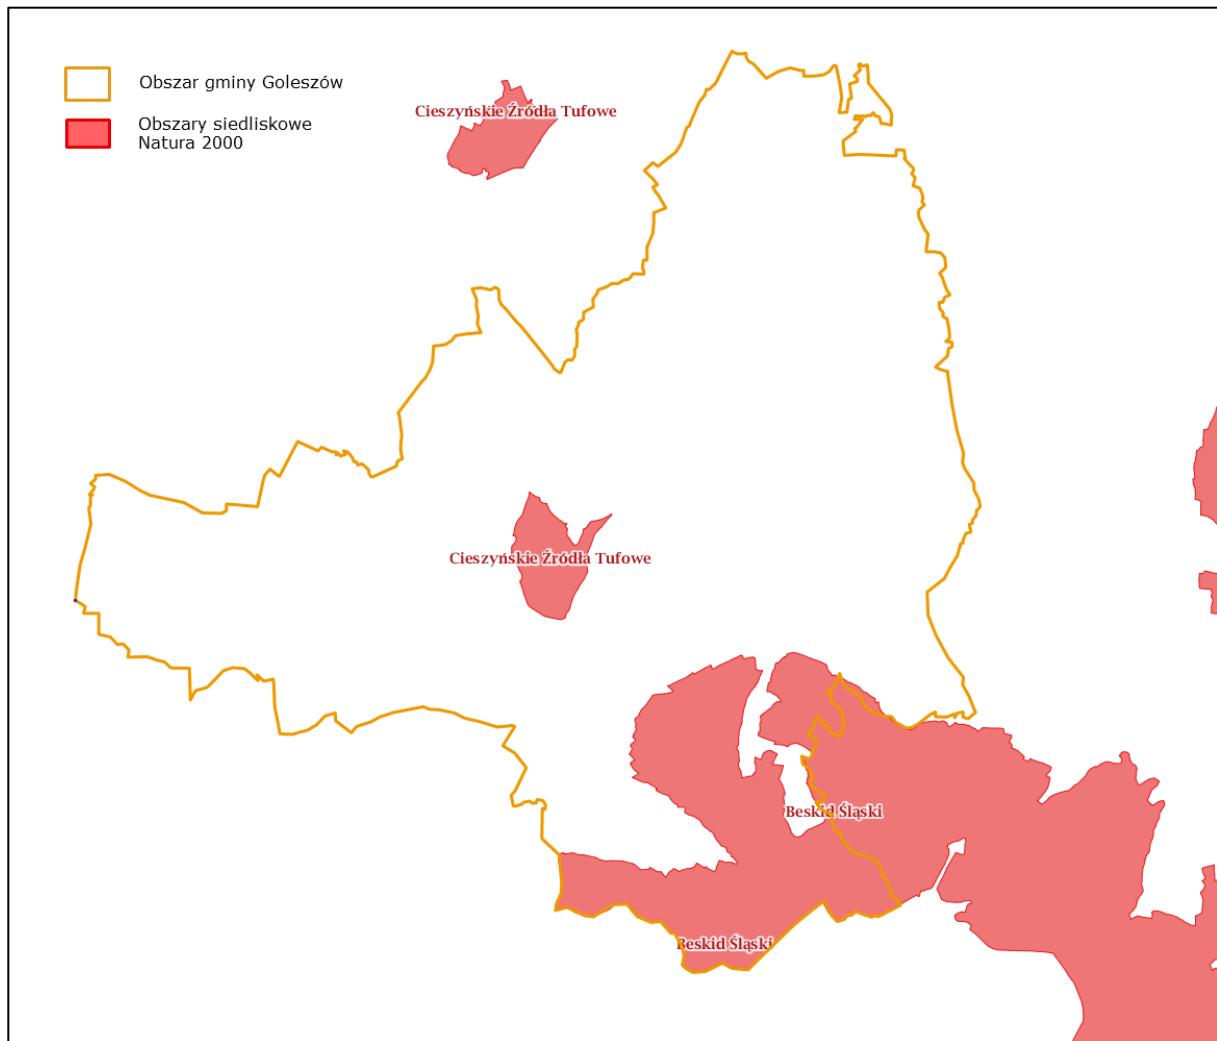 Obszar gminy Goleszów
Obszary siedliskowe
Natura 2000
Cieszyńskie Źródła Tufowe
Cieszyńskie Źródła Tufowe
Beskid Śląski
Beskid Śląski